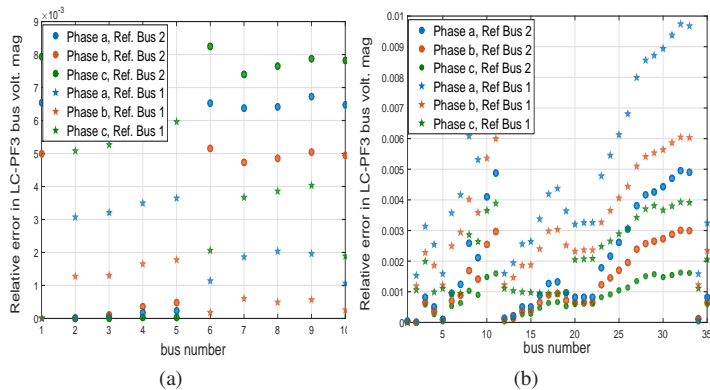 ×10⁻³
9
8
7
6
5
4
3
2
1
0
Relative error in LC-PF3 bus volt. mag
Phase a, Ref. Bus 2
Phase b, Ref. Bus 2
Phase c, Ref. Bus 2
Phase a, Ref. Bus 1
Phase b, Ref. Bus 1
Phase c, Ref. Bus 1
1 2 3 4 5 6 7 8 9 10
bus number
(a)
0.01
0.009
0.008
0.007
0.006
0.005
0.004
0.003
0.002
0.001
0
Relative error in LC-PF3 bus volt. mag
Phase a, Ref Bus 2
Phase b, Ref Bus 2
Phase c, Ref Bus 2
Phase a, Ref Bus 1
Phase b, Ref Bus 1
Phase c, Ref Bus 1
5 10 15 20 25 30 35
bus number
(b)